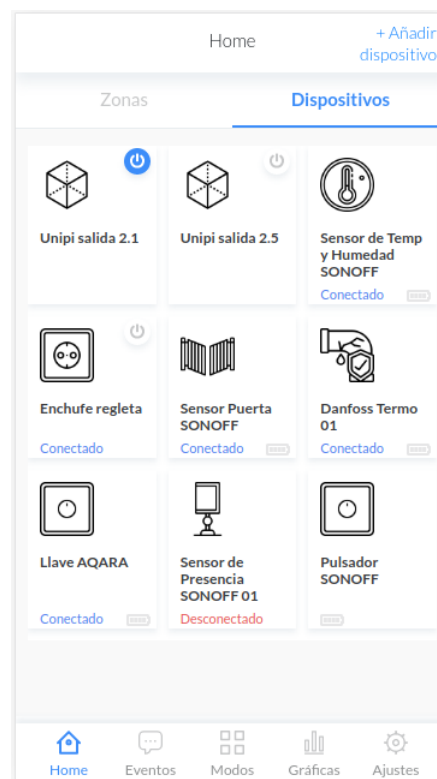 Home
+ Añadir
dispositivo
Zonas
Dispositivos
Unipi salida 2.1
Unipi salida 2.5
Sensor de Temp
y Humedad
SONOFF
Conectado
Enchufe regleta
Conectado
Sensor Puerta
SONOFF
Conectado
Danfoss Termo
01
Conectado
Llave AQARA
Conectado
Sensor de
Presencia
SONOFF 01
Desconectado
Pulsador
SONOFF
Home
Eventos
Modos
Gráficas
Ajustes